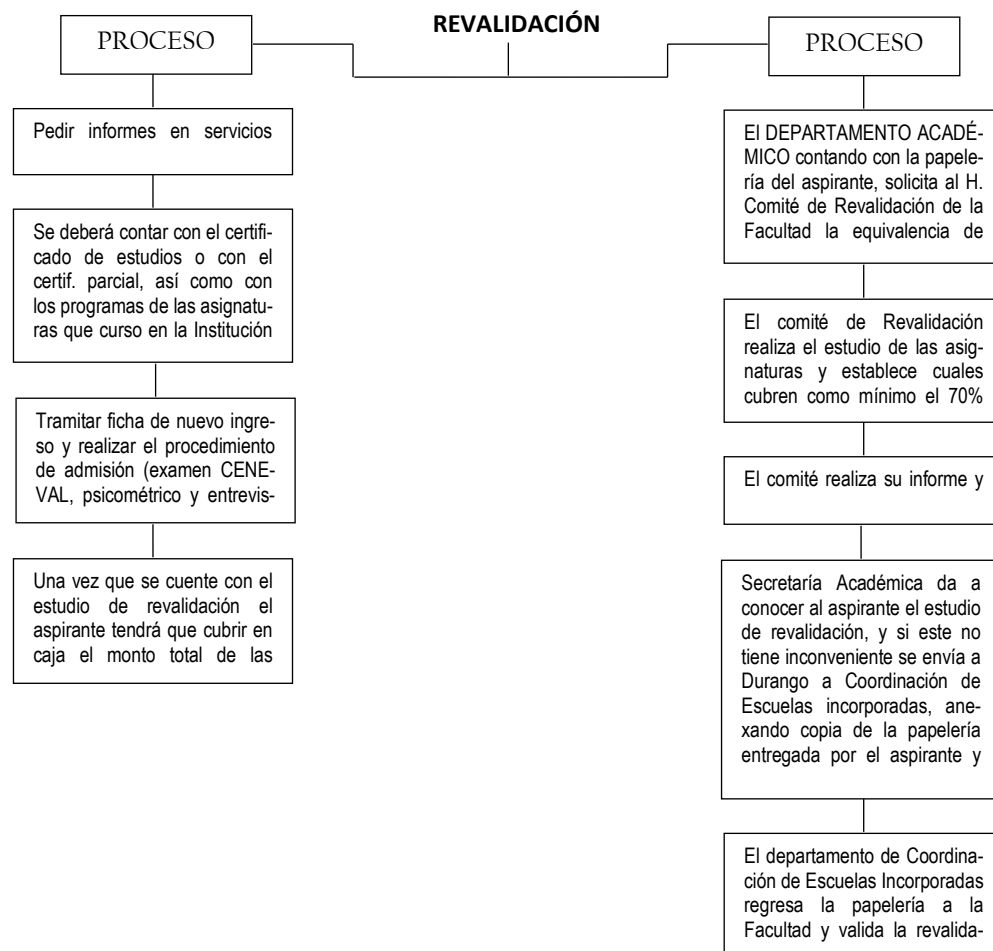 REVALIDACIÓN
PROCESO
Pedir informes en servicios
Se deberá contar con el certifi-
cado de estudios o con el
certif. parcial, así como con
los programas de las asignatu-
ras que curso en la Institución
Tramitar ficha de nuevo ingre-
so y realizar el procedimiento
de admisión (examen CENE-
VAL, psicométrico y entrevis-
Una vez que se cuente con el
estudio de revalidación el
aspirante tendrá que cubrir en
caja el monto total de las
PROCESO
El DEPARTAMENTO ACADÉ-
MICO contando con la papele-
ría del aspirante, solicita al H.
Comité de Revalidación de la
Facultad la equivalencia de
El comité de Revalidación
realiza el estudio de las asig-
naturas y establece cuales
cubren como mínimo el 70%
El comité realiza su informe y
Secretaría Académica da a
conocer al aspirante el estudio
de revalidación, y si este no
tiene inconveniente se envía a
Durango a Coordinación de
Escuelas incorporadas, ane-
xando copia de la papelería
entregada por el aspirante y
El departamento de Coordina-
ción de Escuelas Incorporadas
regresa la papelería a la
Facultad y valida la revalida-